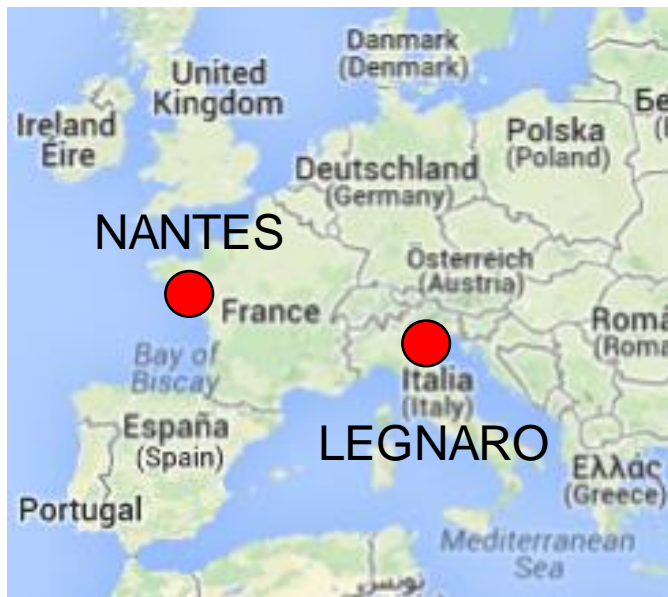 Danmark
(Denmark)
United
Kingdom
Ireland
Éire
Polska
(Poland)
Deutschland
(Germany)
NANTES
Österreich
(Austria)
France
Bay of
Biscay
Italia
(Italy)
España
(Spain)
LEGNARO
Ελλάς
(Greece)
Portugal
Mediterranean
Sea
تونس